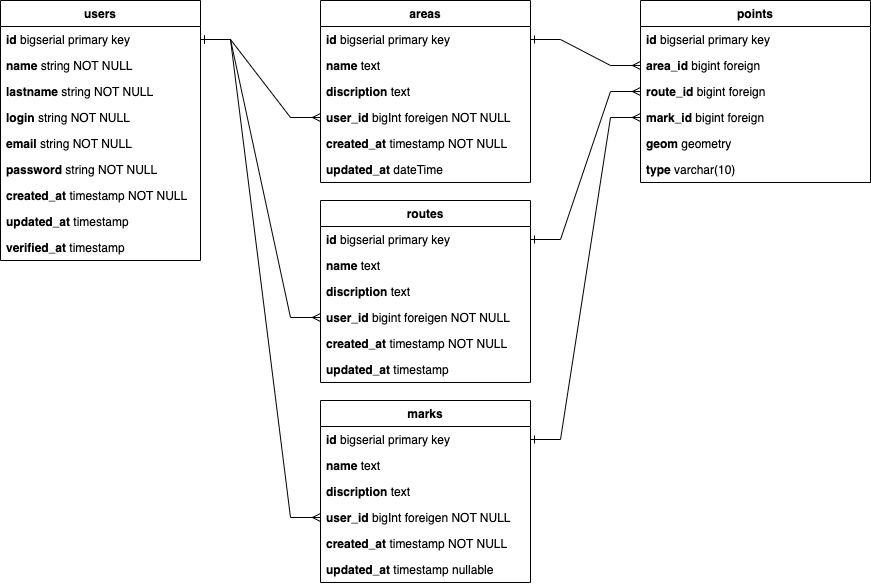 users
id bigserial primary key
name string NOT NULL
lastname string NOT NULL
login string NOT NULL
email string NOT NULL
password string NOT NULL
created_at timestamp NOT NULL
updated_at timestamp
verified_at timestamp
areas
id bigserial primary key
name text
discription text
user_id bigInt foreigen NOT NULL
created_at timestamp NOT NULL
updated_at dateTime
routes
id bigserial primary key
name text
discription text
user_id bigint foreigen NOT NULL
created_at timestamp NOT NULL
updated_at timestamp
marks
id bigserial primary key
name text
discription text
user_id bigInt foreigen NOT NULL
created_at timestamp NOT NULL
updated_at timestamp nullable
points
id bigserial primary key
area_id bigint foreign
route_id bigint foreign
mark_id bigint foreign
geom geometry
type varchar(10)